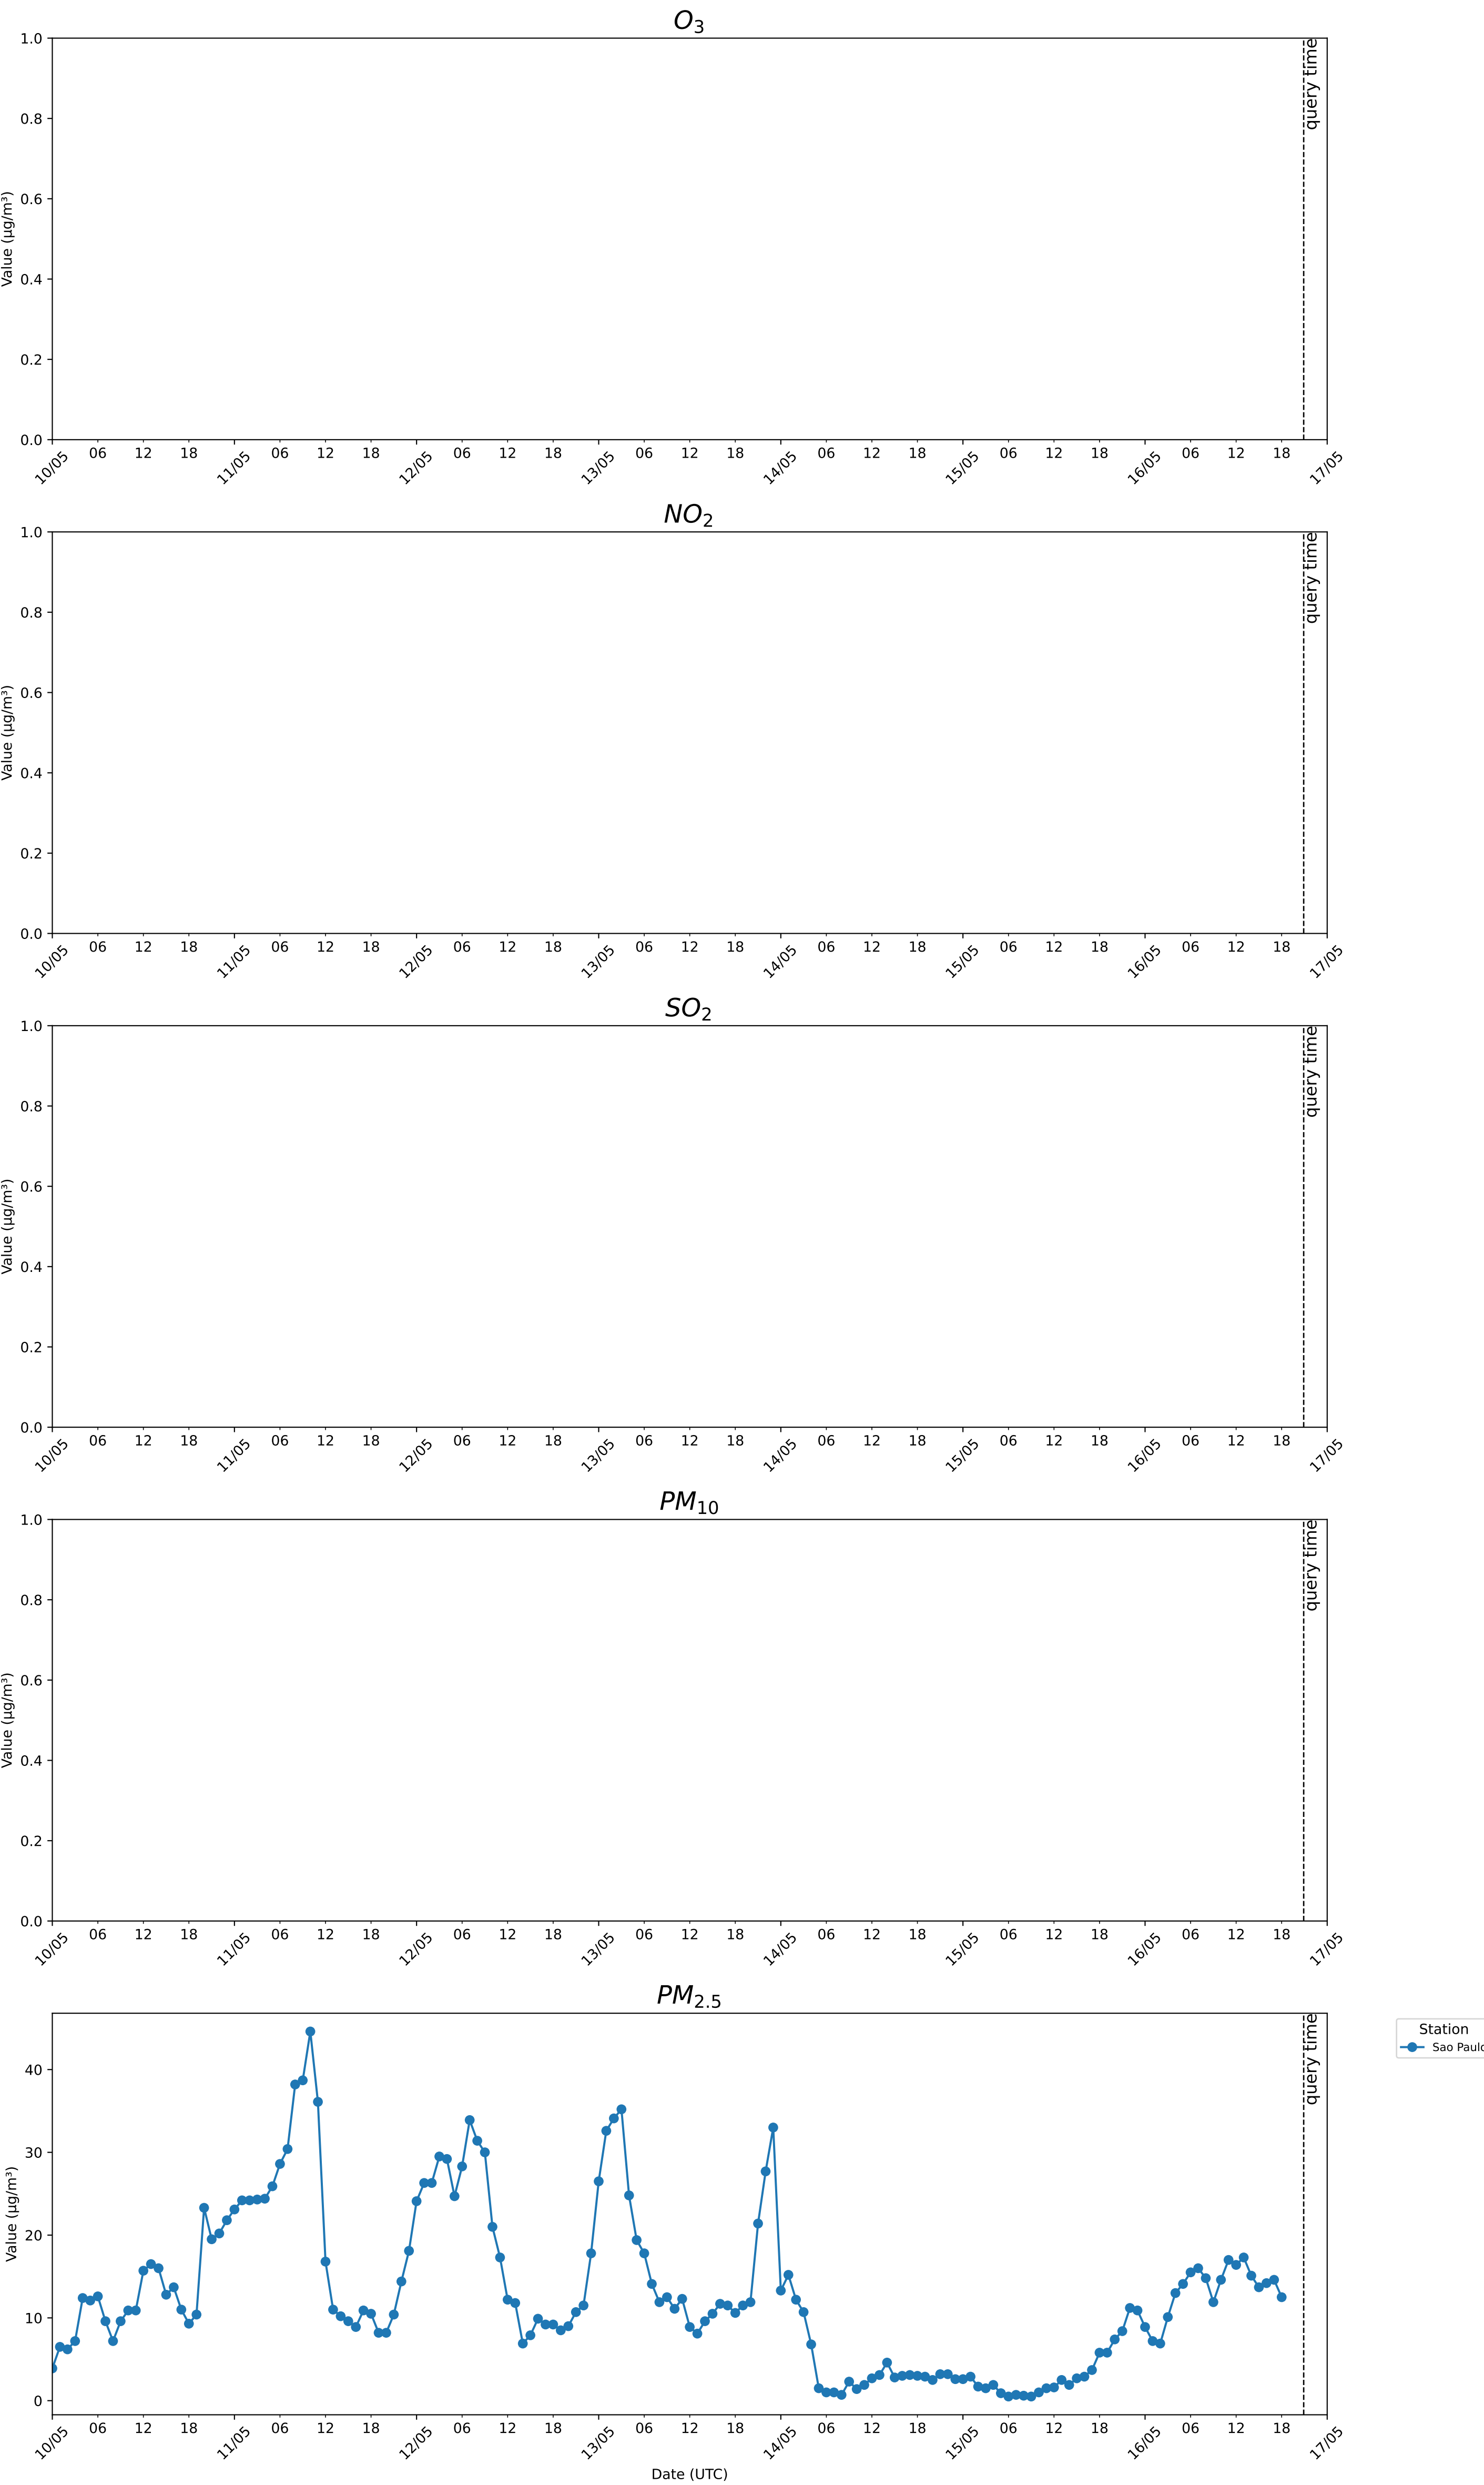 O₃
1.0
0.8
0.6
0.4
0.2
0.0
Value (µg/m³)
query time
10/05 06 12 18 11/05 06 12 18 12/05 06 12 18 13/05 06 12 18 14/05 06 12 18 15/05 06 12 18 16/05 06 12 18 17/05
NO₂
1.0
0.8
0.6
0.4
0.2
0.0
Value (µg/m³)
query time
10/05 06 12 18 11/05 06 12 18 12/05 06 12 18 13/05 06 12 18 14/05 06 12 18 15/05 06 12 18 16/05 06 12 18 17/05
SO₂
1.0
0.8
0.6
0.4
0.2
0.0
Value (µg/m³)
query time
10/05 06 12 18 11/05 06 12 18 12/05 06 12 18 13/05 06 12 18 14/05 06 12 18 15/05 06 12 18 16/05 06 12 18 17/05
PM₁₀
1.0
0.8
0.6
0.4
0.2
0.0
Value (µg/m³)
query time
10/05 06 12 18 11/05 06 12 18 12/05 06 12 18 13/05 06 12 18 14/05 06 12 18 15/05 06 12 18 16/05 06 12 18 17/05
PM₂.₅
40
30
20
10
0
Value (µg/m³)
query time
Station
Sao Paulo
10/05 06 12 18 11/05 06 12 18 12/05 06 12 18 13/05 06 12 18 14/05 06 12 18 15/05 06 12 18 16/05 06 12 18 17/05
Date (UTC)